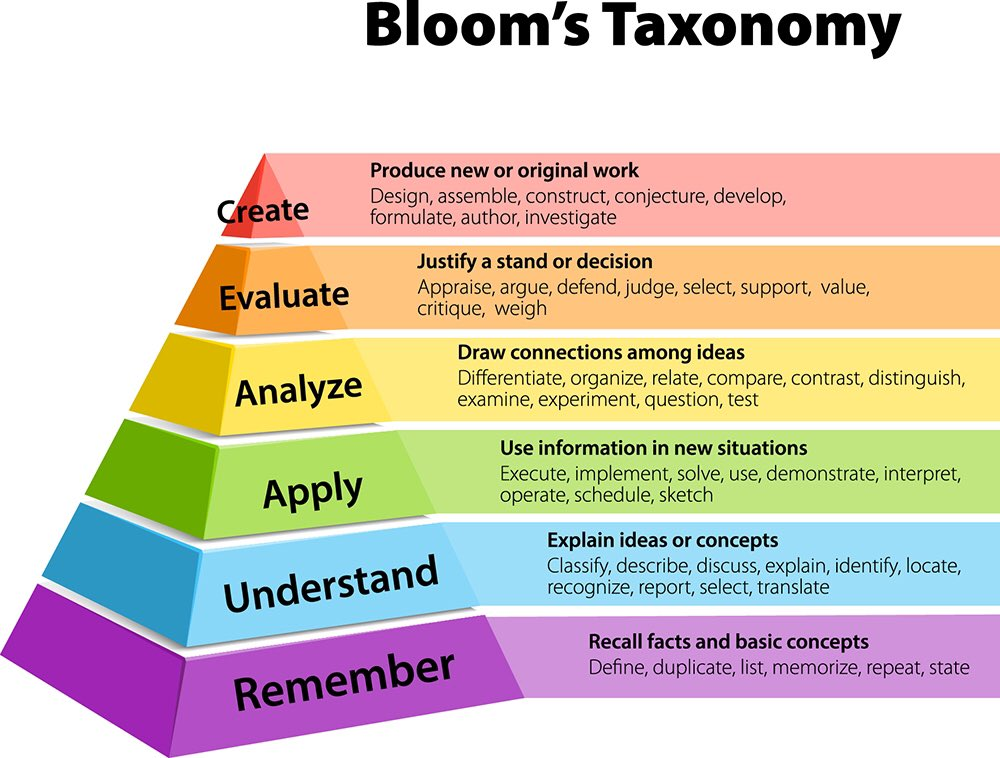 Bloom's Taxonomy
Create
Produce new or original work
Design, assemble, construct, conjecture, develop,
formulate, author, investigate
Evaluate
Justify a stand or decision
Appraise, argue, defend, judge, select, support, value,
critique, weigh
Analyze
Draw connections among ideas
Differentiate, organize, relate, compare, contrast, distinguish,
examine, experiment, question, test
Apply
Use information in new situations
Execute, implement, solve, use, demonstrate, interpret,
operate, schedule, sketch
Understand
Explain ideas or concepts
Classify, describe, discuss, explain, identify, locate,
recognize, report, select, translate
Remember
Recall facts and basic concepts
Define, duplicate, list, memorize, repeat, state